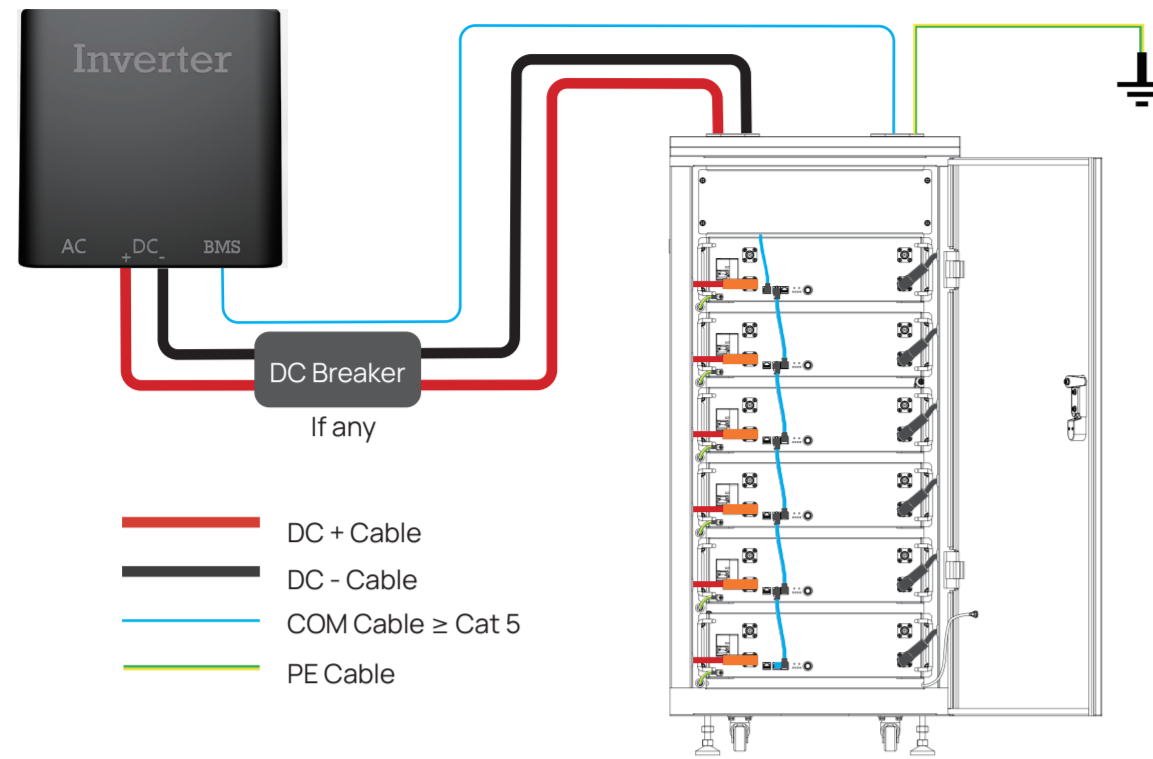 Inverter
AC
+ DC -
BMS
DC Breaker
If any
DC + Cable
DC - Cable
COM Cable ≥ Cat 5
PE Cable